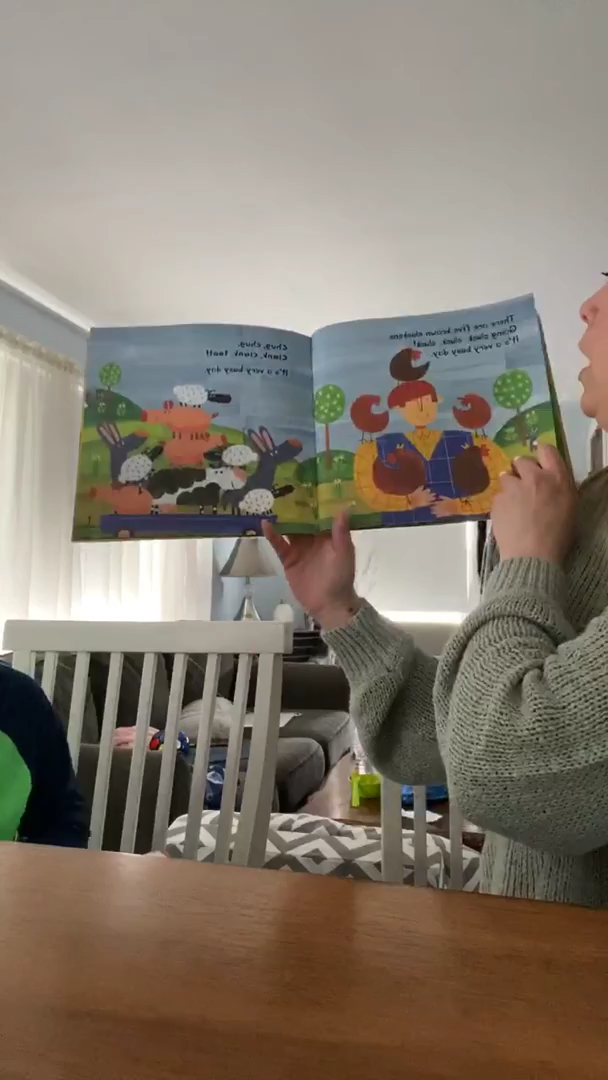 There are five brown chickens
Going cluck, cluck, cluck!
It's a very busy day.
Chug, chug,
Clank, clank, toot!
It's a very busy day.